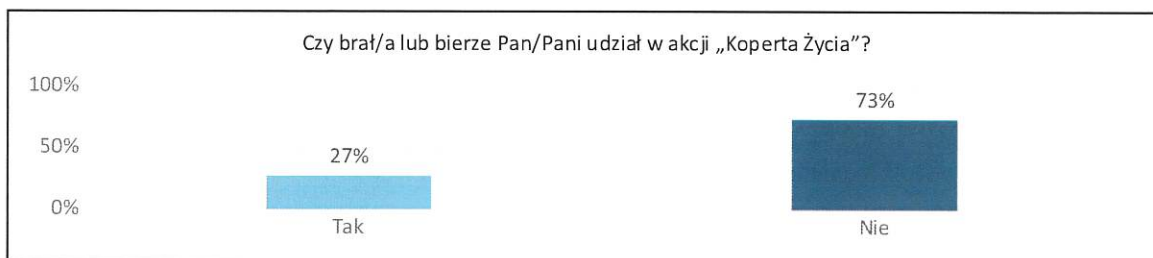 Czy brał/a lub bierze Pan/Pani udział w akcji „Koperta Życia”?
100%
73%
50%
27%
0%
Tak
Nie